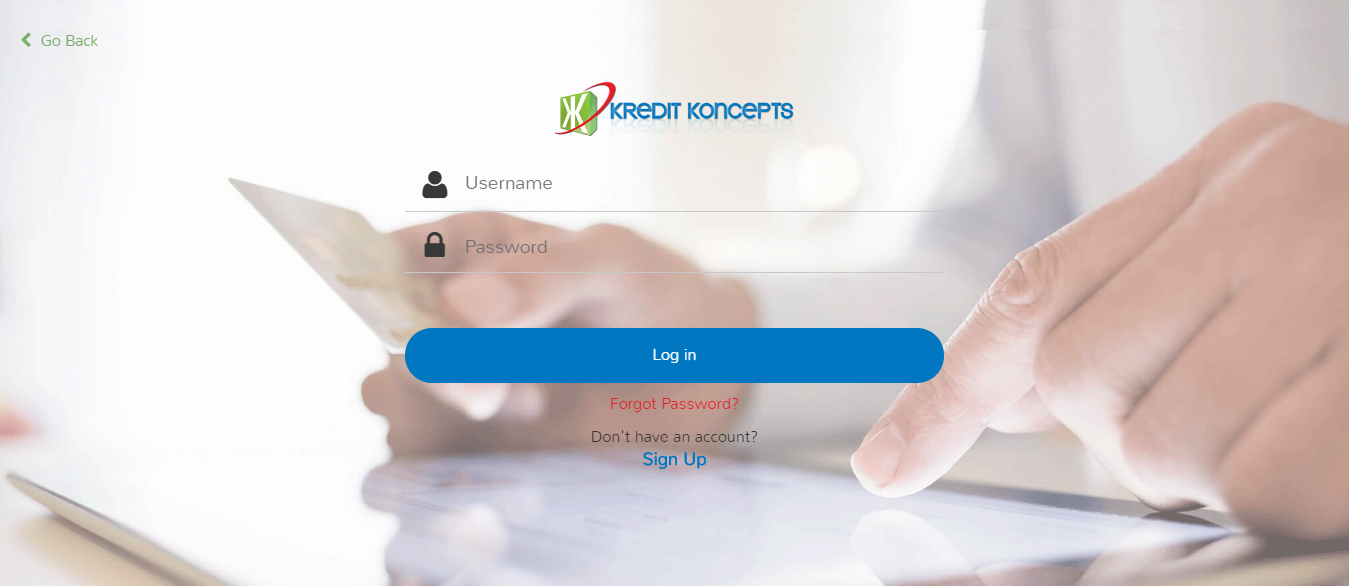 Go Back
KREDIT KONCEPTS
Username
Password
Log in
Forgot Password?
Don't have an account?
Sign Up